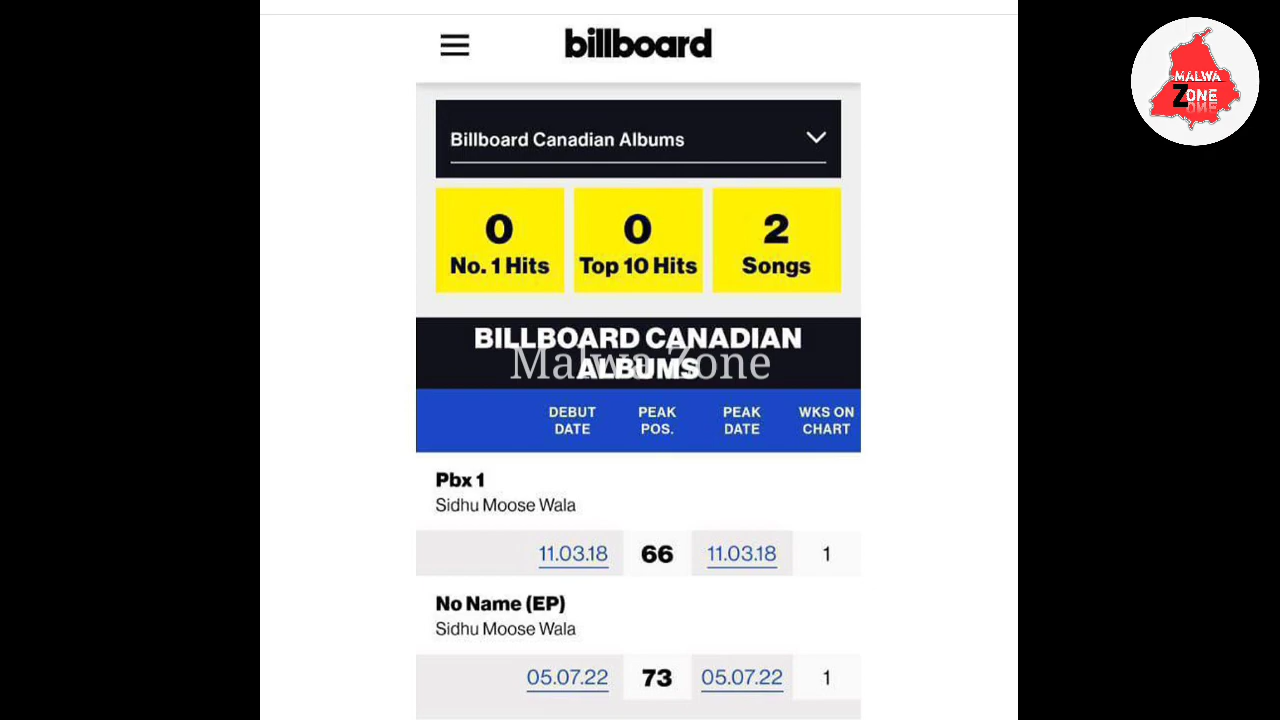 billboard
MALWA
ZONE
Billboard Canadian Albums
0
No. 1 Hits
0
Top 10 Hits
2
Songs
BILLBOARD CANADIAN
ALBUMS
Malwa Zone
DEBUT DATE
PEAK POS.
PEAK DATE
WKS ON CHART
Pbx 1
Sidhu Moose Wala
11.03.18 66 11.03.18 1
No Name (EP)
Sidhu Moose Wala
05.07.22 73 05.07.22 1